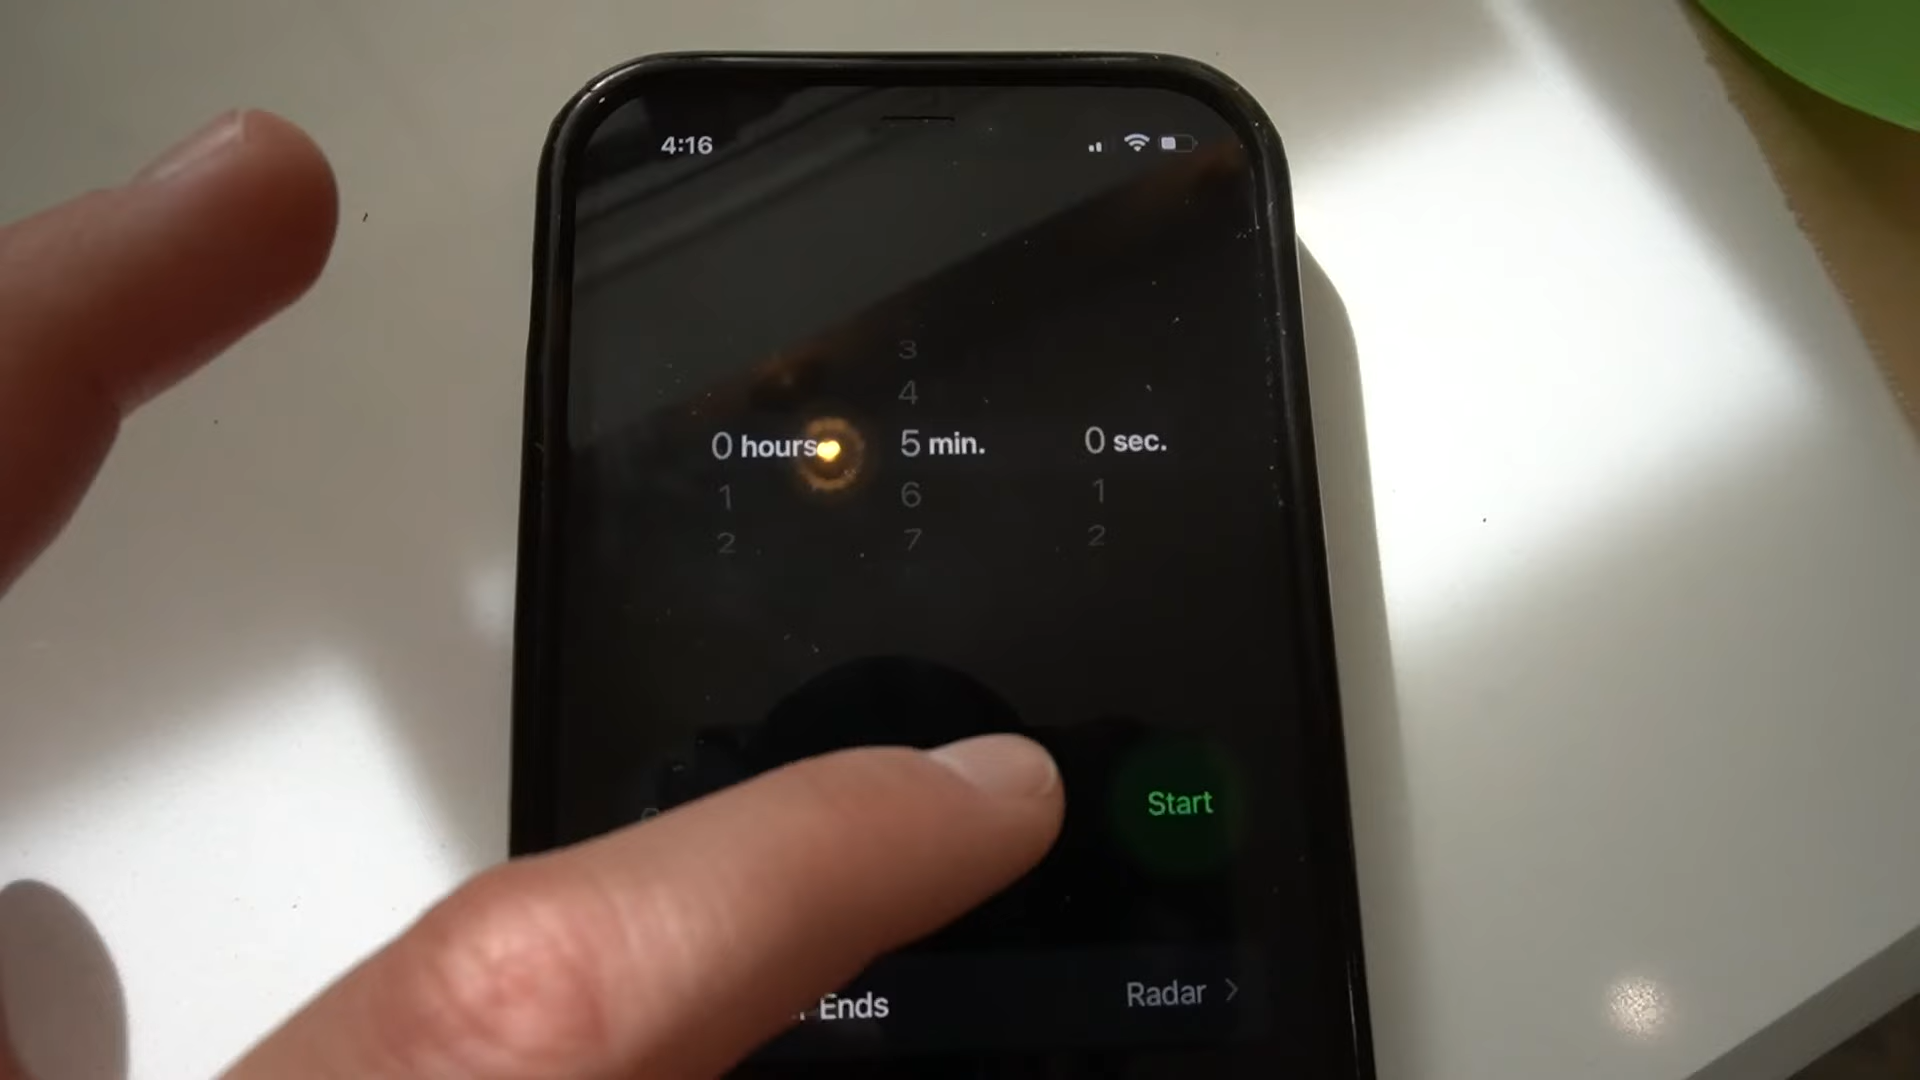 4:16
3
4
0 hours 5 min. 0 sec.
1 6 1
2 7 2
Start
Ends Radar >